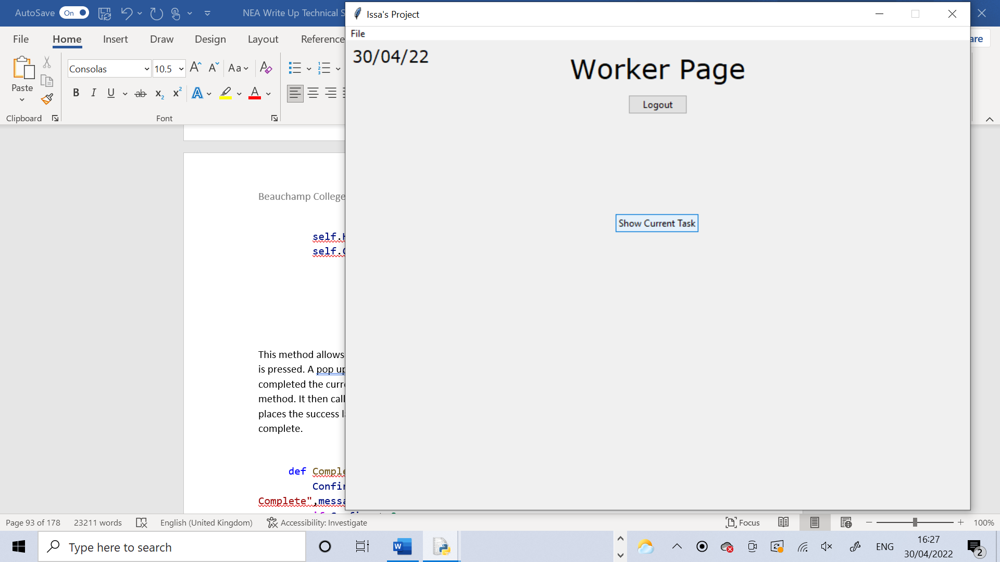 AutoSave On NEA Write Up Technical S
File Home Insert Draw Design Layout Reference
are
Paste
Consolas 10.5
Clipboard
Font
Issa's Project
File
30/04/22
Worker Page
Logout
Show Current Task
Beauchamp College
self.H
self.C
This method allows
is pressed. A pop up
completed the curre
method. It then call
places the success la
complete.
def Comple
Confir
Complete",messa
Page 93 of 178 23211 words English (United Kingdom) Accessibility: Investigate Focus 100%
Type here to search
ENG
16:27
30/04/2022
2